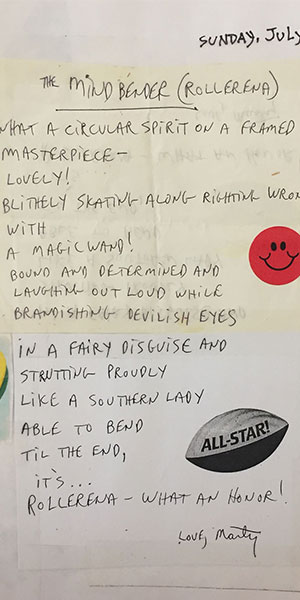 SUNDAY, JULY
THE MIND BENDER (ROLLERENA)
WHAT A CIRCULAR SPIRIT ON A FRAMED
MASTERPIECE-
LOVELY!
BLITHELY SKATING ALONG RIGHTING WRON
WITH
A MAGIC WAND!
BOUND AND DETERMINED AND
LAUGHING OUT LOUD WHILE
BRANDISHING DEVILISH EYES
IN A FAIRY DISGUISE AND
STRUTTING PROUDLY
LIKE A SOUTHERN LADY
ABLE TO BEND
TIL THE END,
IT'S...
ROLLERENA - WHAT AN HONOR!
ALL-STAR!
LOVE, Marty